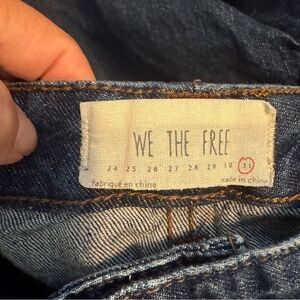 WE THE FREE
24 25 26 27 28 29 30 31
fabriqué en chine made in china